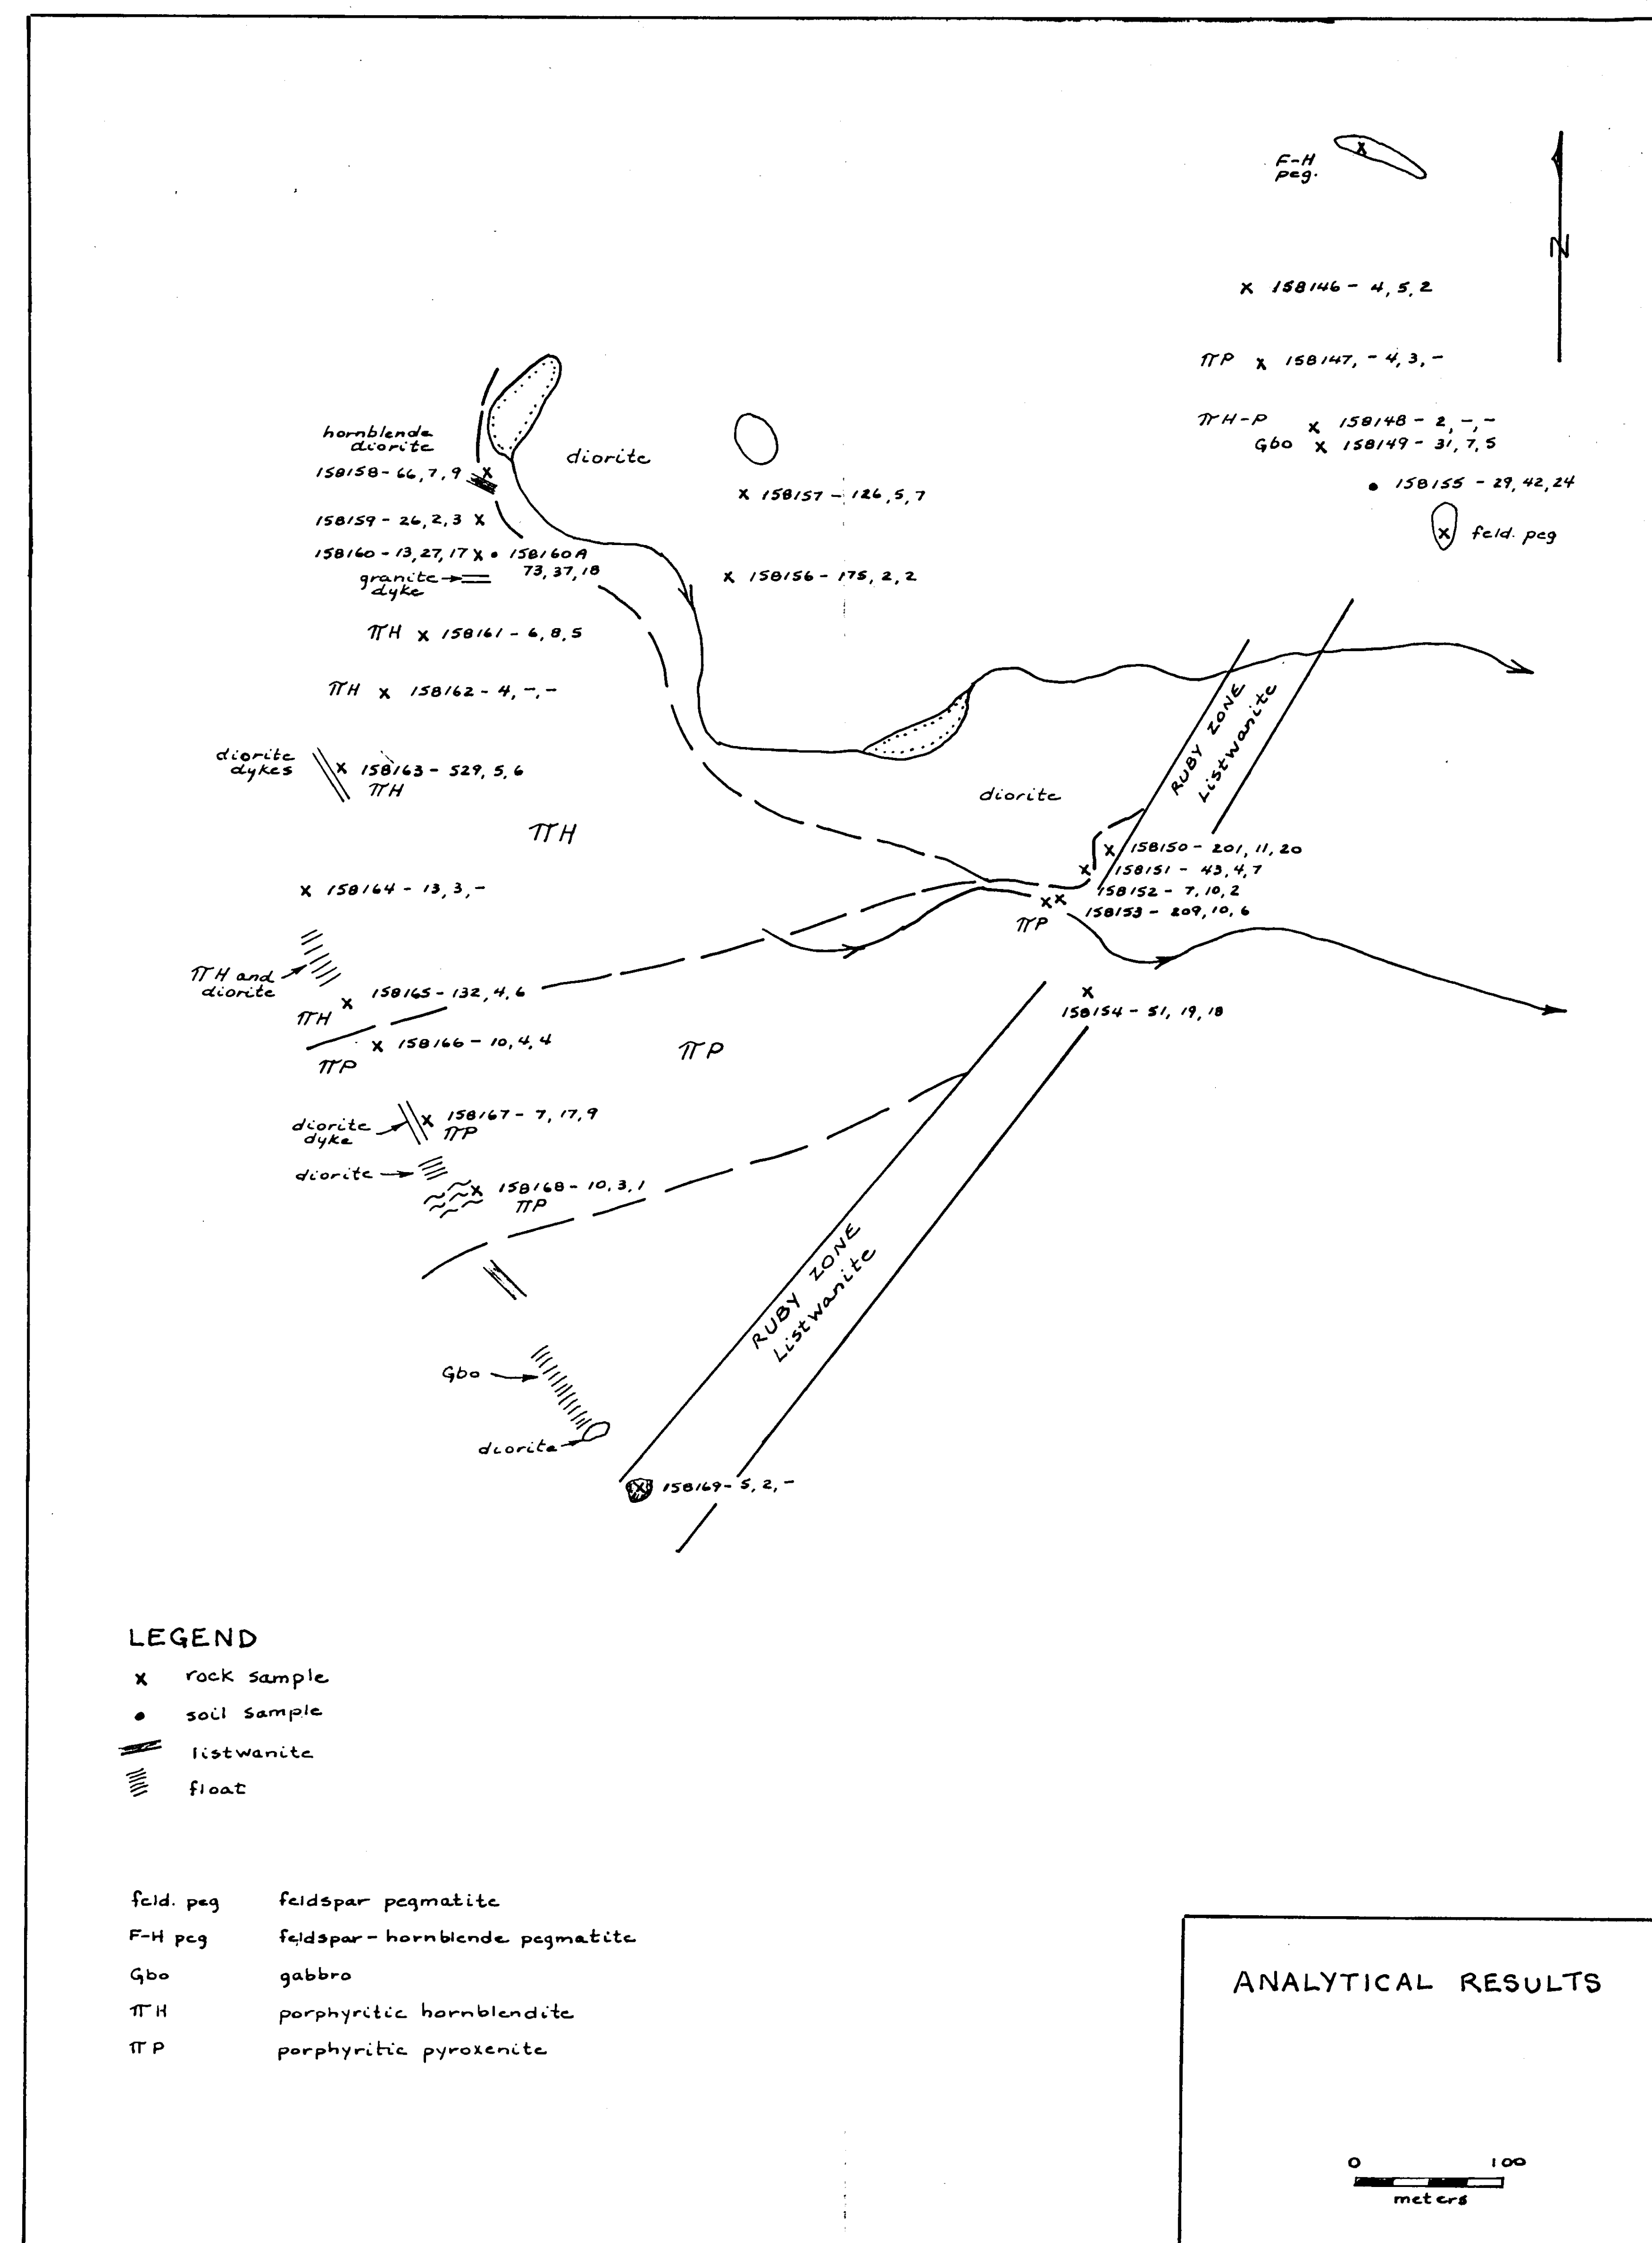 F-H
peg.
x
N
x 158146 - 4, 5, 2
πP x 158147, - 4, 3, -
πH-P x 158148 - 2, -, -
Gbo x 158149 - 31, 7, 5
158155 - 29, 42, 24
x feld. peg
hornblende
diorite
158158 - 66, 7, 9 x
diorite
x 158157 - 126, 5, 7
158159 - 26, 2, 3 x
158160 - 13, 27, 17 x • 158160A
73, 37, 18
granite
dyke
x 158156 - 175, 2, 2
πH x 158161 - 6, 8, 5
πH x 158162 - 4, -, -
diorite
dykes
x 158163 - 529, 5, 6
πH
πH
RUBY ZONE
Listwanite
diorite
x 158150 - 201, 11, 20
x 158151 - 43, 4, 7
158152 - 7, 10, 2
xx
158153 - 209, 10, 6
πP
x 158164 - 13, 3, -
πH and
diorite
x 158165 - 132, 4, 6
πH
x 158166 - 10, 4, 4
πP
πP
x
158154 - 51, 19, 18
diorite
dyke
x 158167 - 7, 17, 9
πP
diorite
x 158168 - 10, 3, 1
πP
RUBY ZONE
Listwanite
Gbo
diorite
x 158169 - 5, 2, -
LEGEND
x rock sample
• soil sample
listwanite
float
feld. peg feldspar pegmatite
F-H peg feldspar-hornblende pegmatite
Gbo gabbro
πH porphyritic hornblendite
πP porphyritic pyroxenite
ANALYTICAL RESULTS
0 100
meters